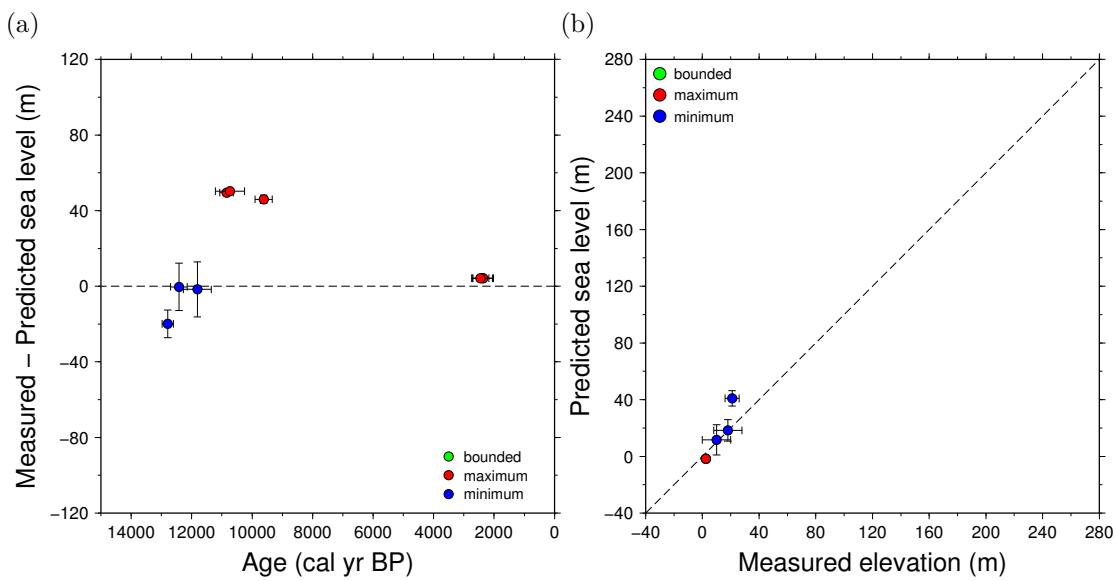 (a)
(b)
120
80
40
0
−40
−80
−120
Measured − Predicted sea level (m)
14000 12000 10000 8000 6000 4000 2000 0
Age (cal yr BP)
bounded
maximum
minimum
280
240
200
160
120
80
40
0
−40
Predicted sea level (m)
−40 0 40 80 120 160 200 240 280
Measured elevation (m)
bounded
maximum
minimum